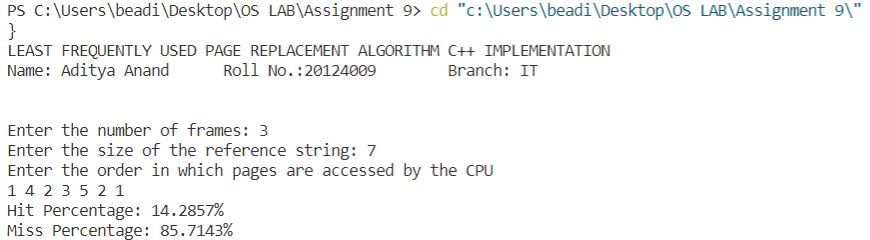 PS C:\Users\beadi\Desktop\OS LAB\Assignment 9> cd "c:\Users\beadi\Desktop\OS LAB\Assignment 9\"
}
LEAST FREQUENTLY USED PAGE REPLACEMENT ALGORITHM C++ IMPLEMENTATION
Name: Aditya Anand Roll No.:20124009 Branch: IT
Enter the number of frames: 3
Enter the size of the reference string: 7
Enter the order in which pages are accessed by the CPU
1 4 2 3 5 2 1
Hit Percentage: 14.2857%
Miss Percentage: 85.7143%